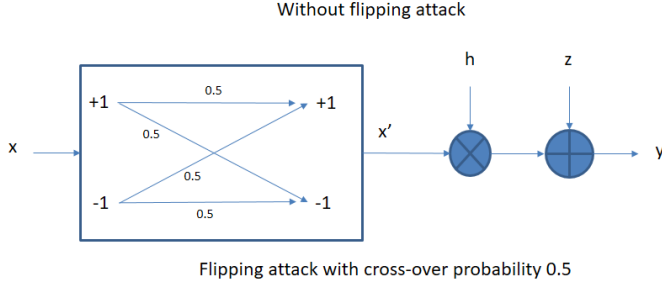 Without flipping attack
h z
+1 0.5 +1
x 0.5 x’ y
0.5
-1 0.5 -1
Flipping attack with cross-over probability 0.5